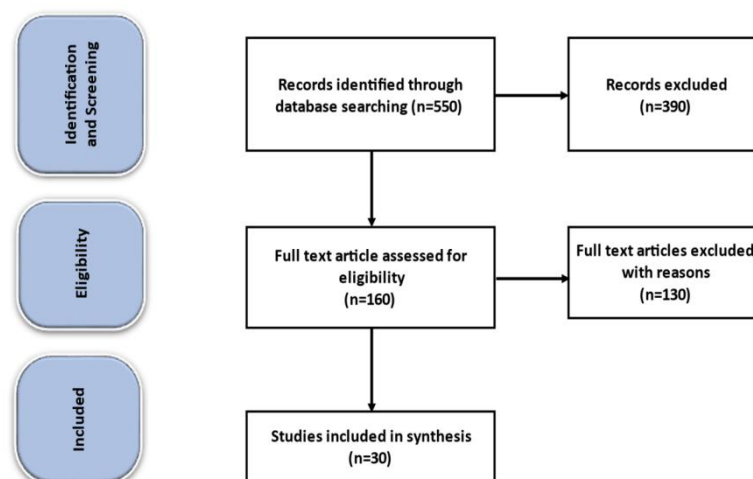 Identification
and Screening
Records identified through
database searching (n=550)
Records excluded
(n=390)
Eligibility
Full text article assessed for
eligibility
(n=160)
Full text articles excluded
with reasons
(n=130)
Included
Studies included in synthesis
(n=30)